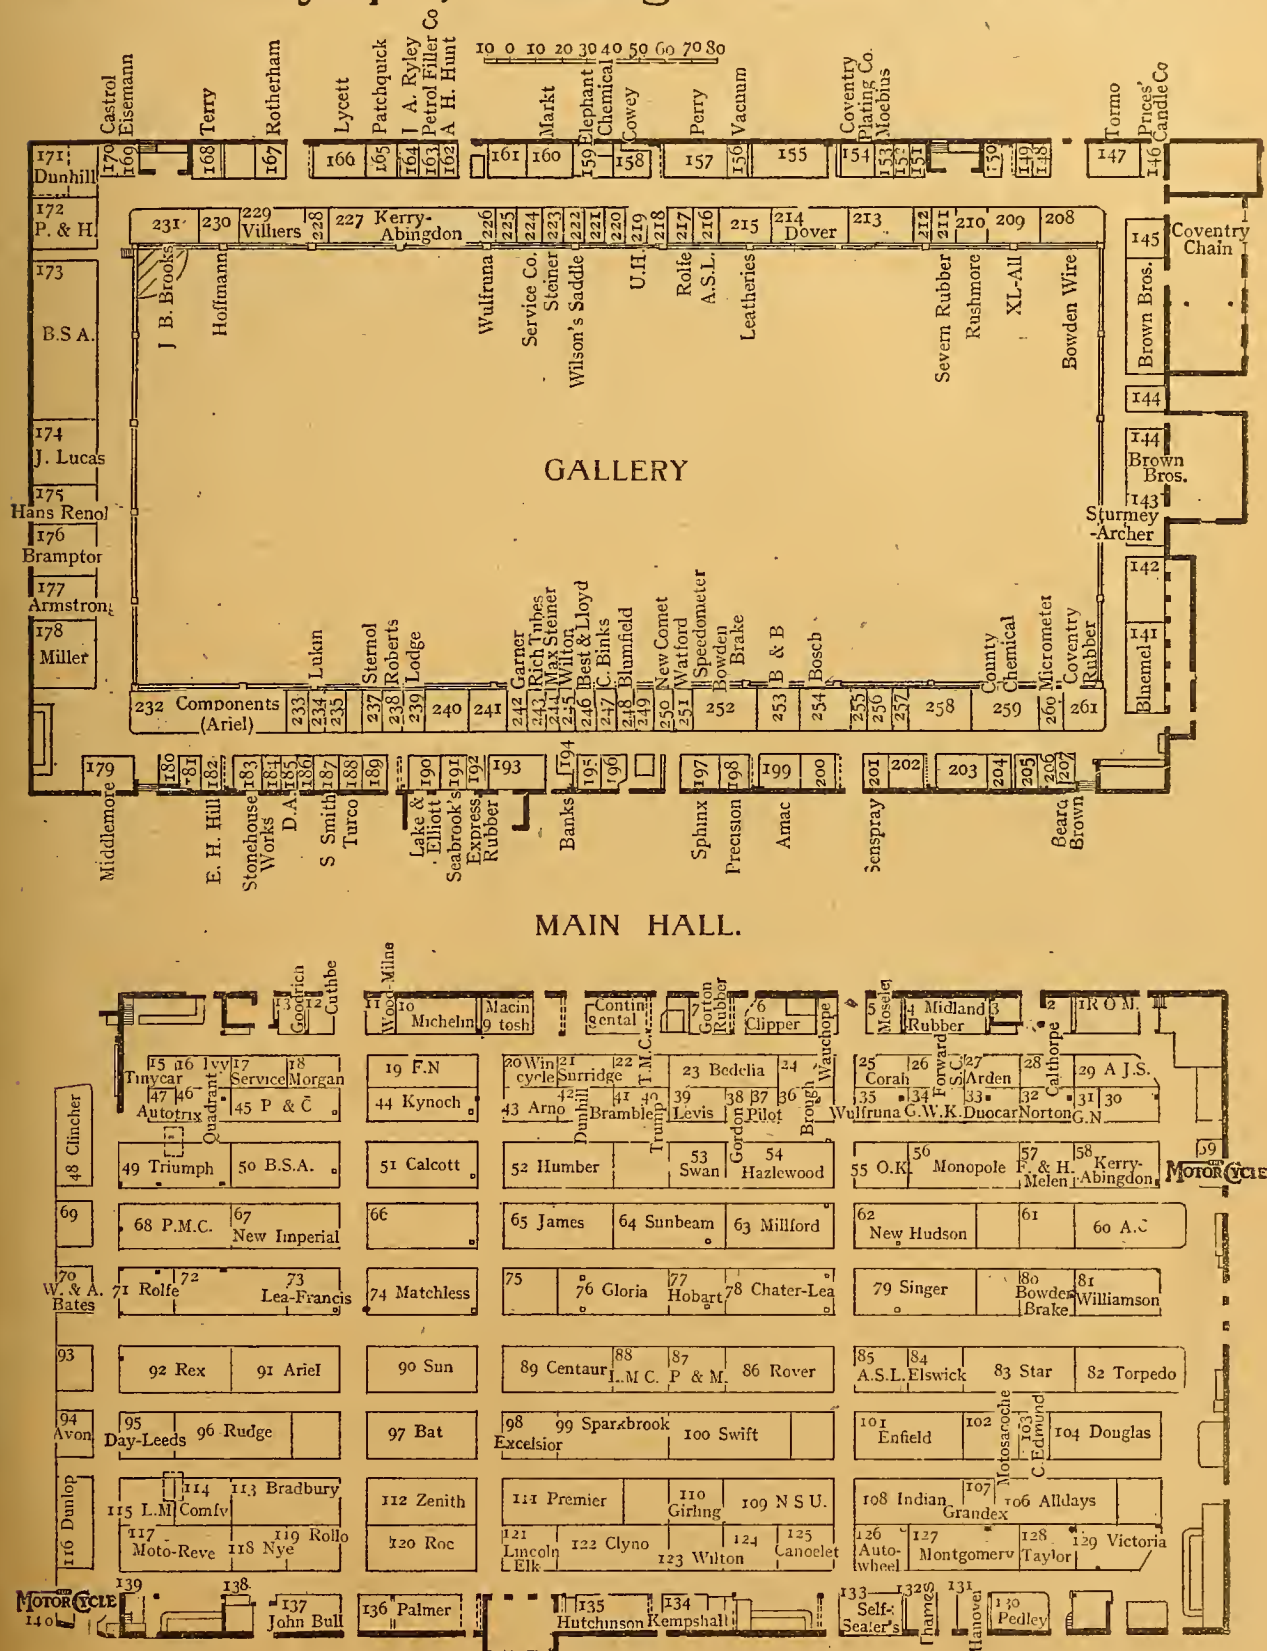 10 0 10 20 30 40 50 60 70 80
Castrol
Eisemann
Terry
Rotherham
Lycett
Patchquick
J A. Ryley
Petrol Filler Co
A H. Hunt
Markt
Elephant
Chemical
Cowey
Perry
Vacuum
Coventry
Plating Co.
Moebius
Tormo
Prices'
Candle Co
171
Dunhill
170
169
168
167
166
165
164
163
162
161
160
159
158
157
156
155
154
153
152
151
150
149
148
147
146
172
P. & H.
231
230
229
Villiers
228
227 Kerry-
Abingdon
226
225
224
223
222
221
220
219
218
217
216
215
214
Dover
213
212
211
210
209
208
145
Coventry
Chain
J B. Brooks
Hoffmann
Wulfruna
Service Co.
Steiner
Wilson's Saddle
U.H.
Rolfe
A.S.L.
Leatheries
Severn Rubber
Rushmore
XL-All
Bowden Wire
Brown Bros.
173
B.S A.
144
174
J. Lucas
GALLERY
144
Brown
Bros.
175
Hans Renol
143
Sturmey
-Archer
176
Brampton
177
Armstrong
142
178
Miller
141
Bluemel
Lukin
Sternol
Roberts
Lodge
Garner
Rich Tubes
Max Steiner
Wilton
Best & Lloyd
C. Binks
Blumfield
New Comet
Watford
Speedometer
Bowden
Brake
B & B
Bosch
County
Chemical
Micrometer
Coventry
Rubber
232 Components
(Ariel)
233
234
235
237
238
239
240
241
242
243
244
245
246
247
248
249
250
251
252
253
254
255
256
257
258
259
260
261
179
180
181
182
183
184
185
186
187
188
189
190
191
192
193
194
195
196
197
198
199
200
201
202
203
204
205
206
207
Middlemore
E. H. Hill
Stonehouse
Works
D.A
S Smith
Turco
Lake &
Elliott
Seabrook's
Express
Rubber
Banks
Sphinx
Precision
Amac
Senspray
Beard
Brown
MAIN HALL.
13
Goodrich
12
Cuthbe
11
Wood-Milne
10
Michelin
Macin
9 tosh
Contin
ental
7
Gorton
Rubber
6
Clipper
Wauchope
5
Moseley
4 Midland
Rubber
3
2
1 R O M.
15
Tinycar
16 Ivy
17
Service
18
Morgan
19 F.N
20 Win
cycle
21
Surridge
22
T.M.C.
23 Bedelia
24
25
Corah
26
Forward
S.C.
27
Arden
28
Calthorpe
29 A J.S.
47
46
Autotrix
Quadrant
45 P & C
44 Kynoch
43 Arno
42
Dunhill
41
Bramble
40
Trump
39
Levis
38
Gordon
37
Pilot
36
Brough
35
Wulfruna
34
G.W.K.
33
Duocar
32
Norton
31
G.N.
30
48 Clincher
49 Triumph
50 B.S.A.
51 Calcott
52 Humber
53
Swan
54
Hazlewood
55 O.K.
56
Monopole
57
F. & H.
Melen
58
Kerry-
Abingdon
59
MOTOR CYCLE
69
68 P.M.C.
67
New Imperial
66
65 James
64 Sunbeam
63 Millford
62
New Hudson
61
60 A.C
70
W. & A.
Bates
71 Rolfe
72
73
Lea-Francis
74 Matchless
75
76 Gloria
77
Hobart
78 Chater-Lea
79 Singer
80
Bowden
Brake
81
Williamson
93
92 Rex
91 Ariel
90 Sun
89 Centaur
88
L.M C.
87
P & M.
86 Rover
85
A.S.L.
84
Elswick
83 Star
82 Torpedo
94
Avon
95
Day-Leeds
96 Rudge
97 Bat
98
Excelsior
99 Sparkbrook
100 Swift
101
Enfield
102
Motosacoche
103
C. Edmund
104 Douglas
116 Dunlop
115 L.M
114
Comfy
113 Bradbury
112 Zenith
111 Premier
110
Girling
109 N S U.
108 Indian
107
Grandex
106 Alldays
117
Moto-Reve
118 Nye
119 Rollo
120 Roc
121
Lincoln
Elk
122 Clyno
123 Wilton
124
125
Canoelet
126
Auto-
wheel
127
Montgomery
128
Taylor
129 Victoria
MOTOR CYCLE
140
139
138
137
John Bull
136 Palmer
135
Hutchinson
134
Kempshall
133
Self-
Sealer's
132
Thames
131
Hanover
130
Pedley